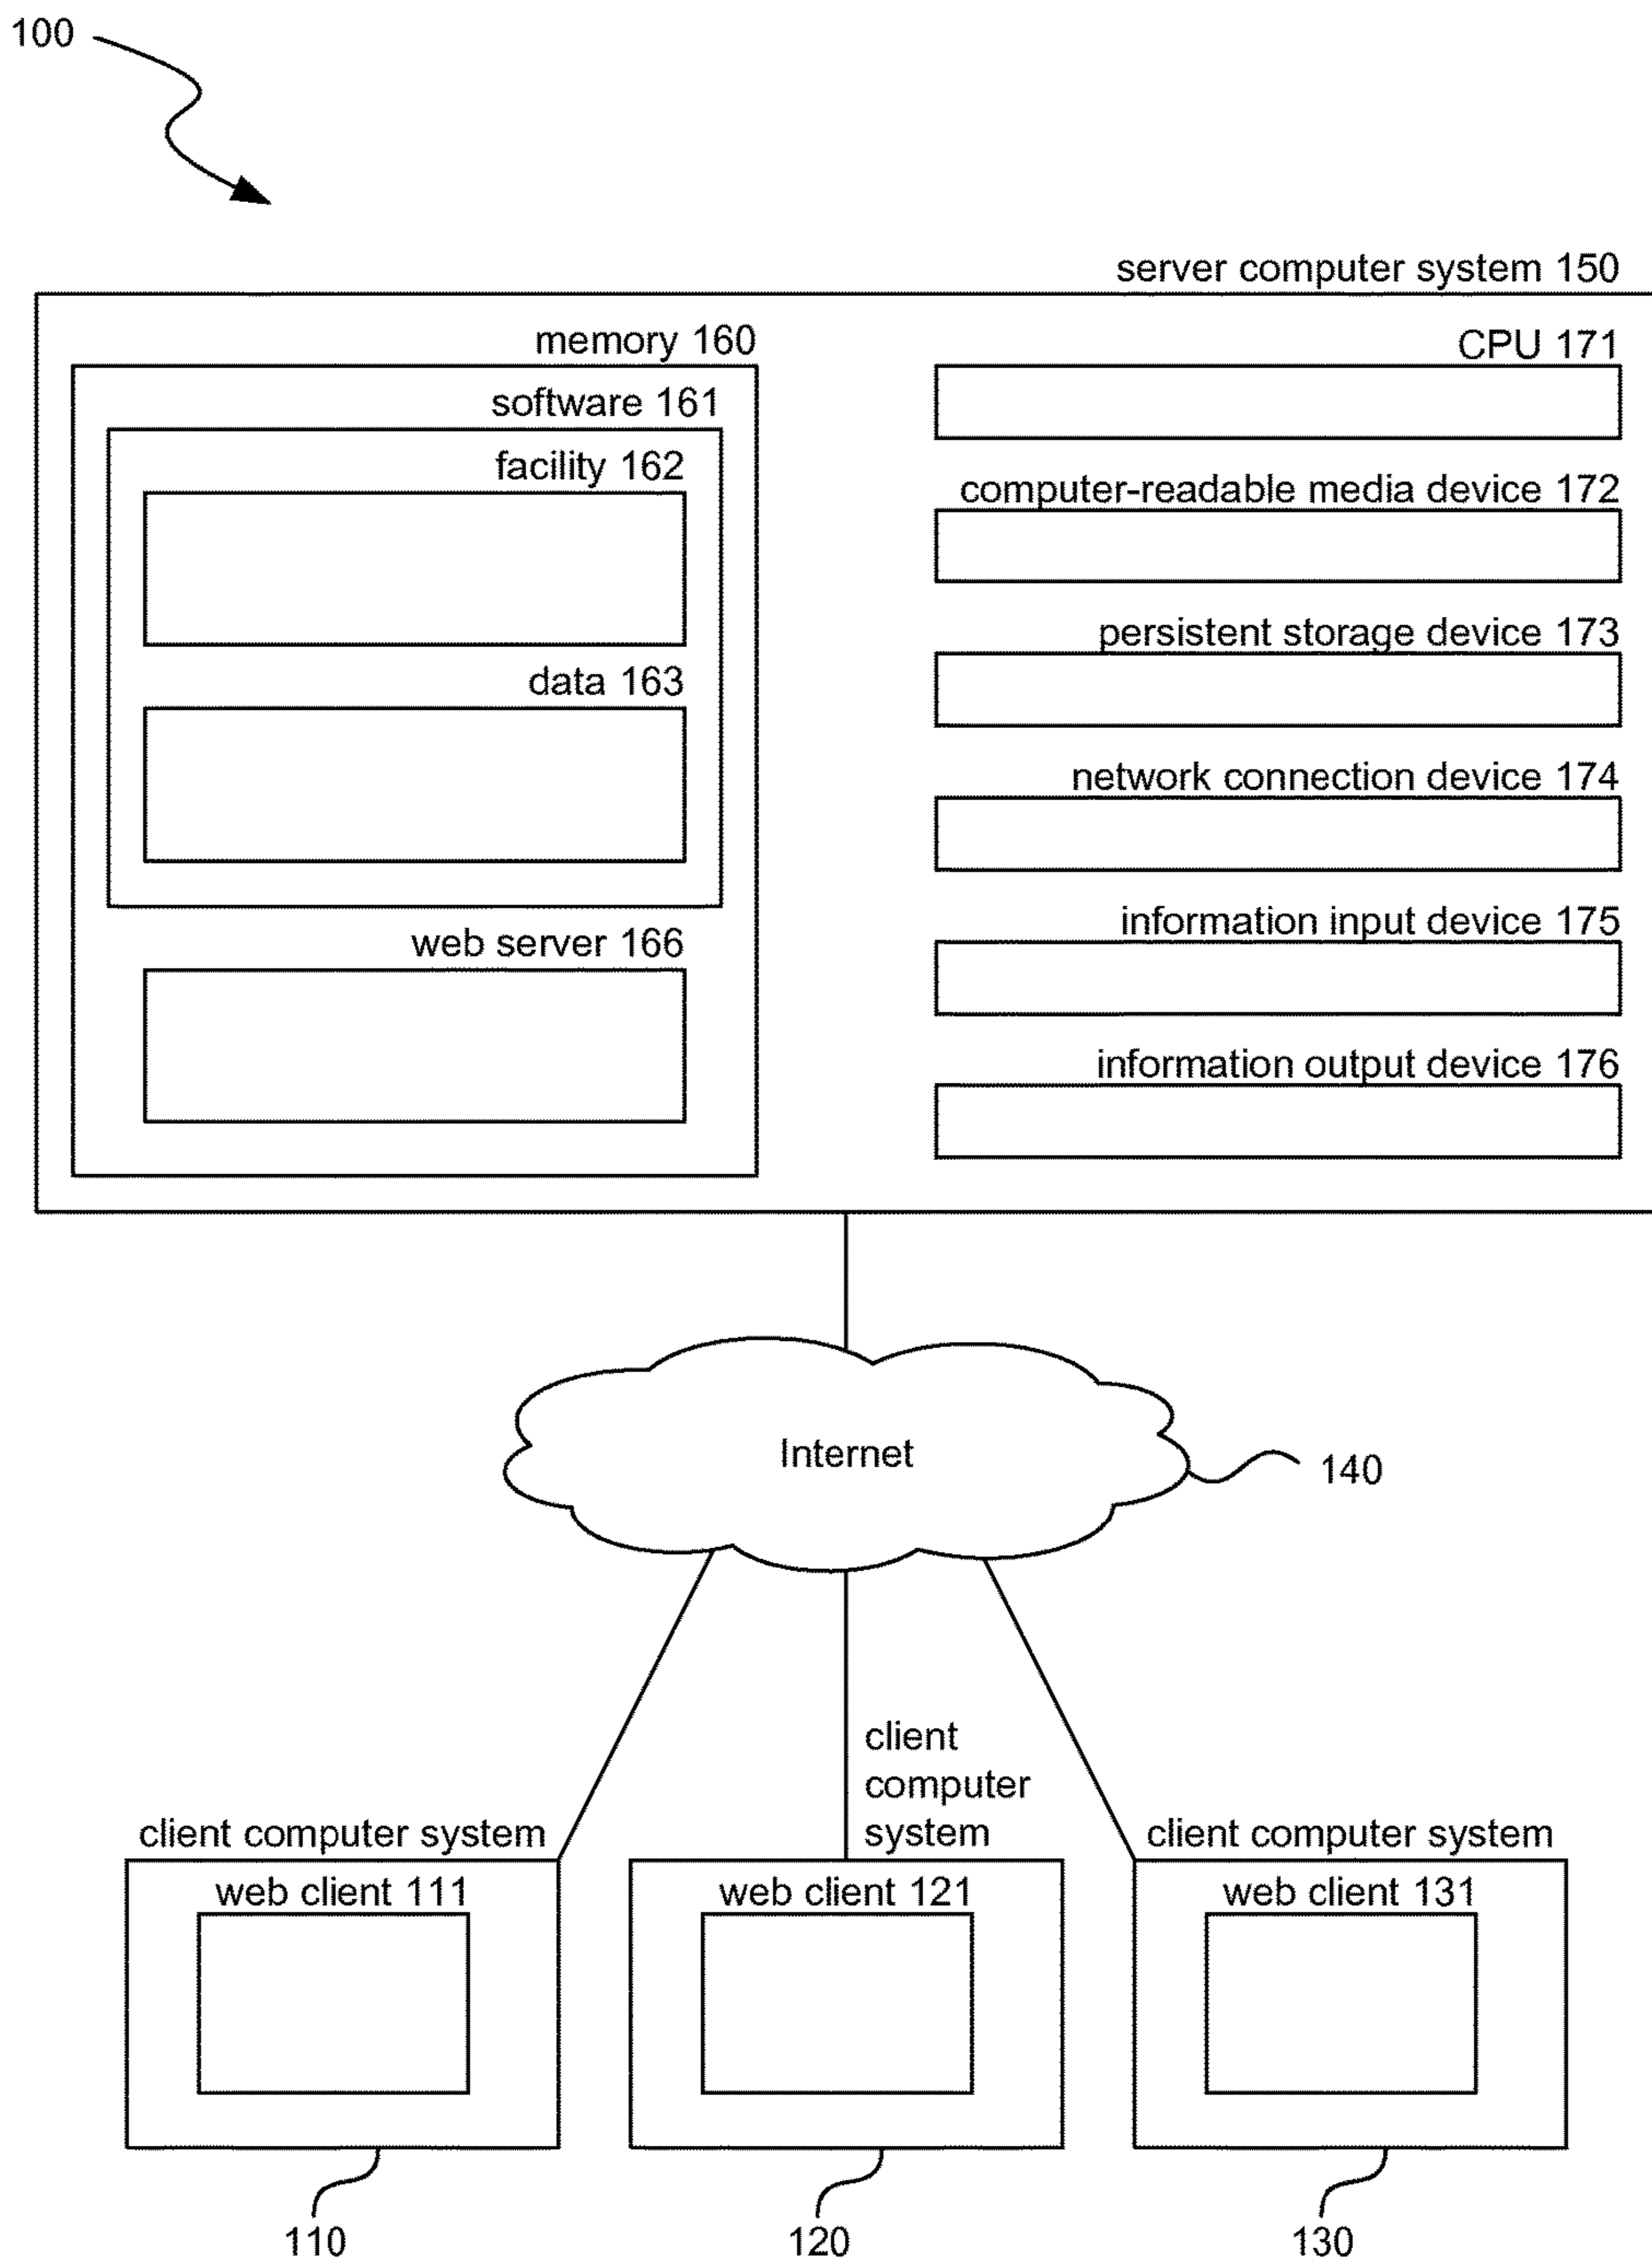 100
server computer system 150
memory 160
software 161
facility 162
data 163
web server 166
CPU 171
computer-readable media device 172
persistent storage device 173
network connection device 174
information input device 175
information output device 176
Internet
140
client computer system
web client 111
110
client
computer
system
web client 121
120
client computer system
web client 131
130